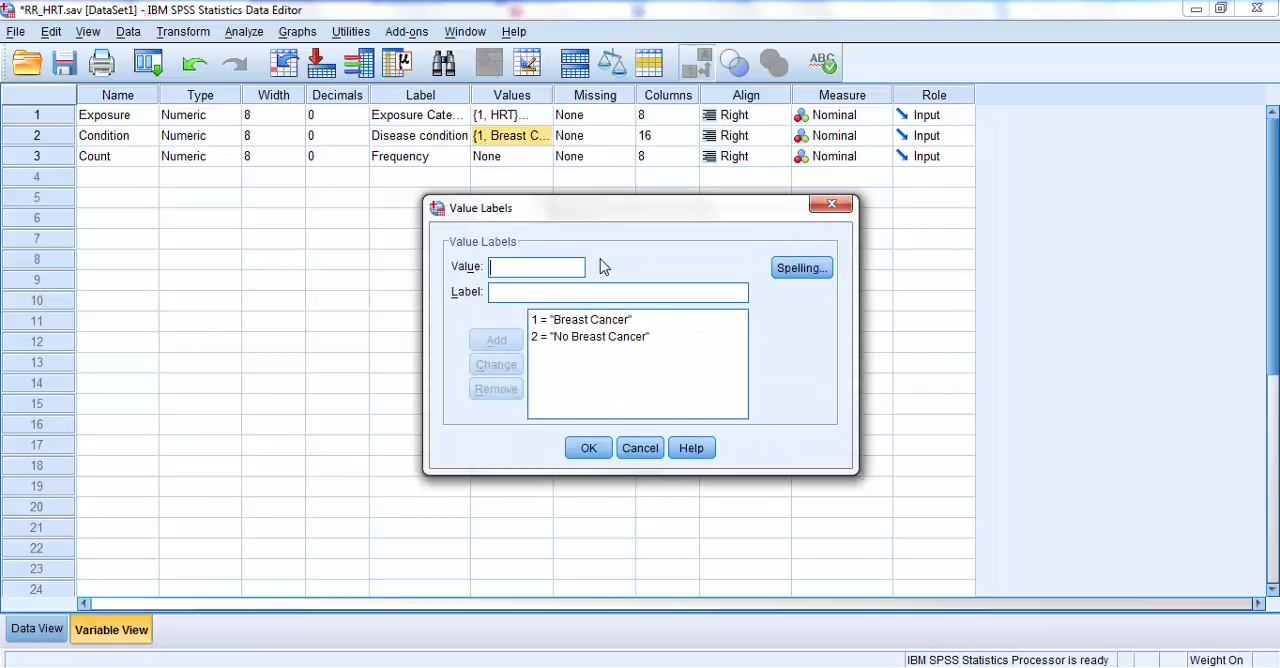 *RR_HRT.sav [DataSet1] - IBM SPSS Statistics Data Editor
File Edit View Data Transform Analyze Graphs Utilities Add-ons Window Help
Name Type Width Decimals Label Values Missing Columns Align Measure Role
1 Exposure Numeric 8 0 Exposure Cate... {1, HRT}... None 8 Right Nominal Input
2 Condition Numeric 8 0 Disease condition {1, Breast C... None 16 Right Nominal Input
3 Count Numeric 8 0 Frequency None None 8 Right Nominal Input
4
5
6
7
8
9
10
11
12
13
14
15
16
17
18
19
20
21
22
23
24
Value Labels
Value Labels
Value:
Spelling...
Label:
1 = "Breast Cancer"
2 = "No Breast Cancer"
Add
Change
Remove
OK Cancel Help
Data View Variable View
IBM SPSS Statistics Processor is ready Weight On